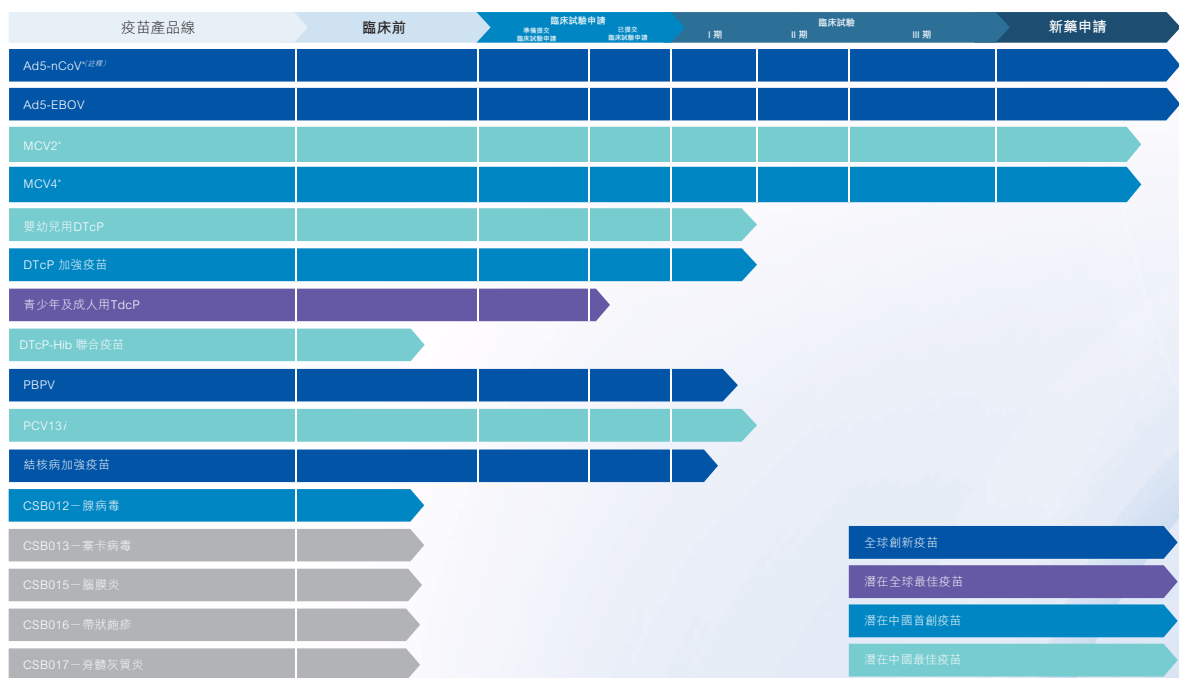 疫苗產品線
臨床前
臨床試驗申請
準備提交
臨床試驗申請
已提交
臨床試驗申請
臨床試驗
I 期
II 期
III 期
新藥申請
Ad5-nCoV*(註釋)
Ad5-EBOV
MCV2*
MCV4*
嬰幼兒用DTcP
DTcP 加強疫苗
青少年及成人用TdcP
DTcP-Hib 聯合疫苗
PBPV
PCV13i
結核病加強疫苗
CSB012－腺病毒
CSB013－寨卡病毒
CSB015－腦膜炎
CSB016－帶狀皰疹
CSB017－脊髓灰質炎
全球創新疫苗
潛在全球最佳疫苗
潛在中國首創疫苗
潛在中國最佳疫苗